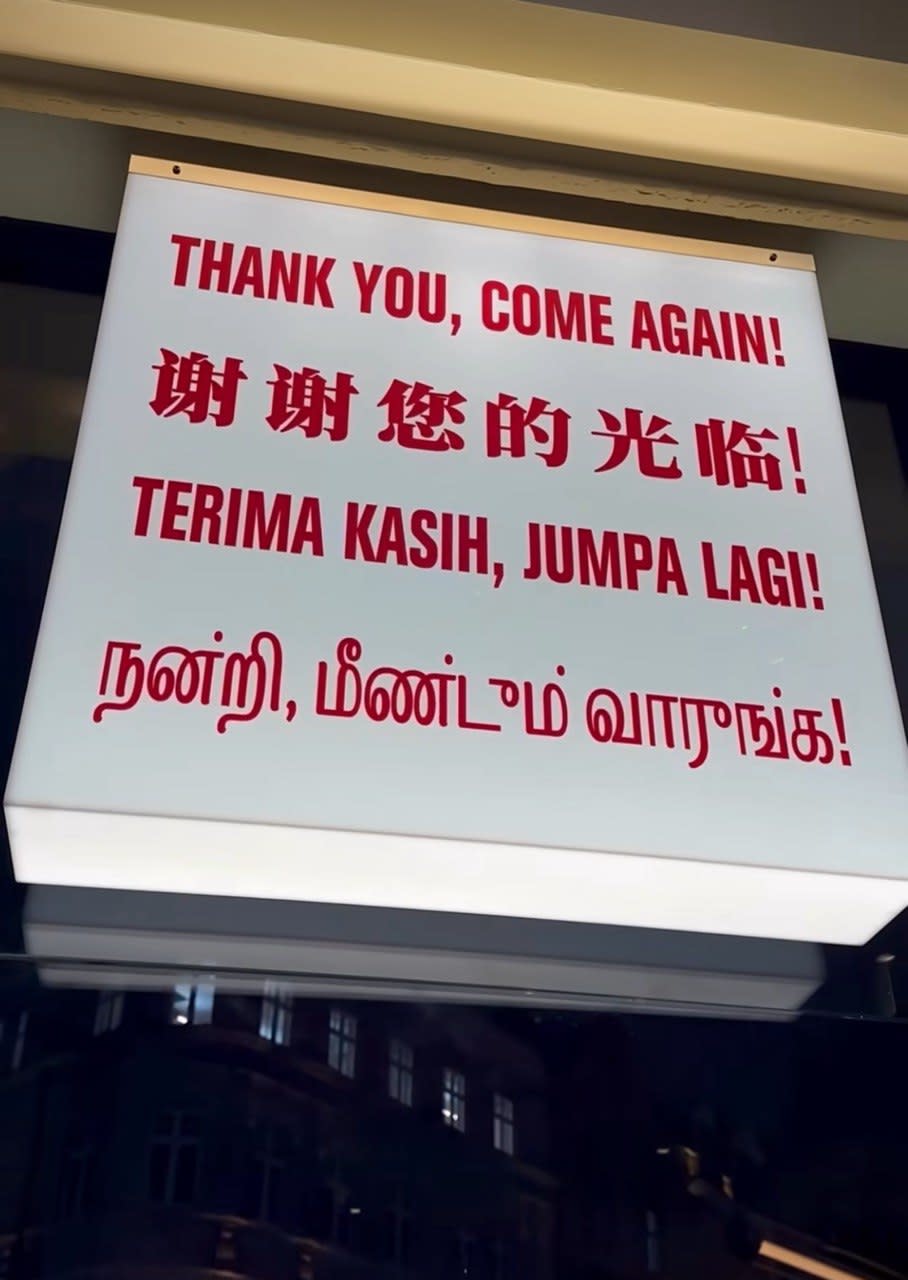 THANK YOU, COME AGAIN!
谢谢您的光临!
TERIMA KASIH, JUMPA LAGI!
நன்றி, மீண்டும் வாருங்க!